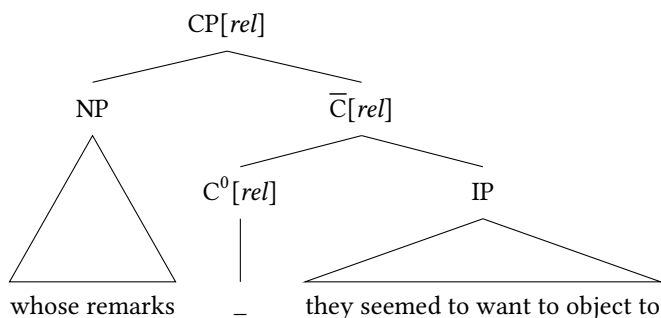 CP[rel]
NP C̅[rel]
C⁰[rel] IP
whose remarks _ they seemed to want to object to